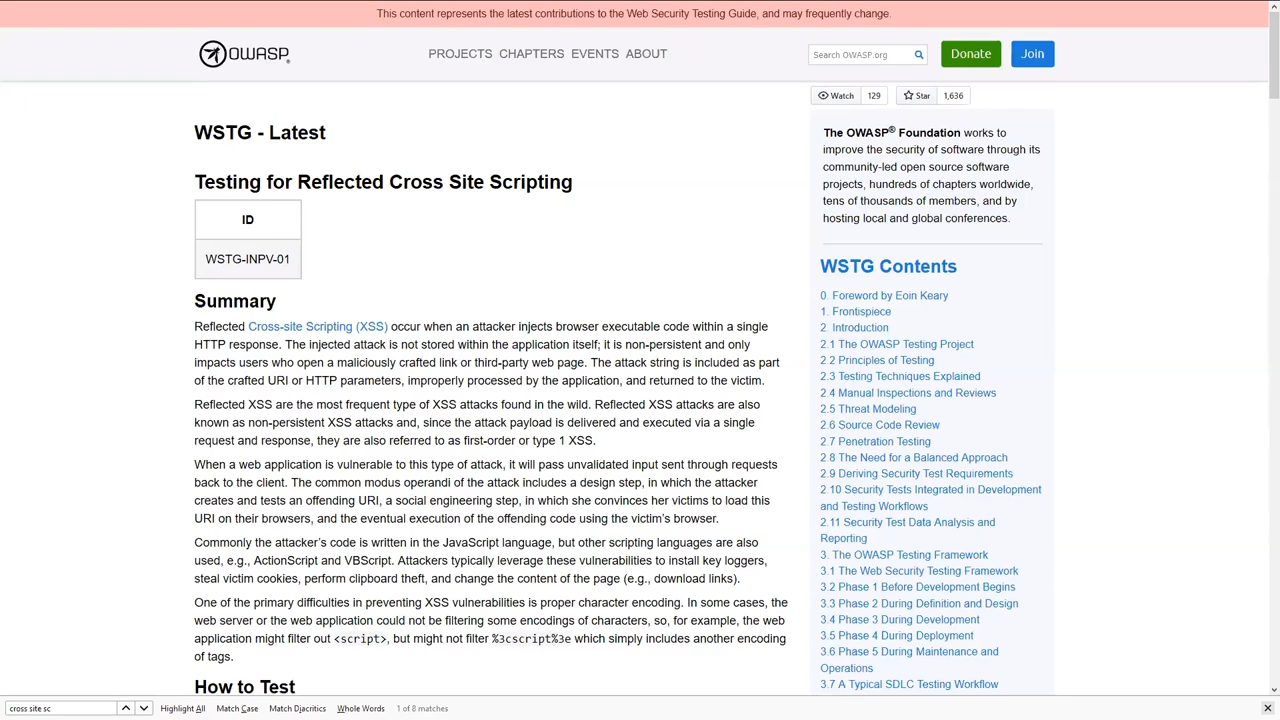 This content represents the latest contributions to the Web Security Testing Guide, and may frequently change.
OWASP
PROJECTS CHAPTERS EVENTS ABOUT
Search OWASP.org
Donate
Join
Watch 129
Star 1,636
WSTG - Latest
Testing for Reflected Cross Site Scripting
ID
WSTG-INPV-01
Summary
Reflected Cross-site Scripting (XSS) occur when an attacker injects browser executable code within a single
HTTP response. The injected attack is not stored within the application itself; it is non-persistent and only
impacts users who open a maliciously crafted link or third-party web page. The attack string is included as part
of the crafted URI or HTTP parameters, improperly processed by the application, and returned to the victim.
Reflected XSS are the most frequent type of XSS attacks found in the wild. Reflected XSS attacks are also
known as non-persistent XSS attacks and, since the attack payload is delivered and executed via a single
request and response, they are also referred to as first-order or type 1 XSS.
When a web application is vulnerable to this type of attack, it will pass unvalidated input sent through requests
back to the client. The common modus operandi of the attack includes a design step, in which the attacker
creates and tests an offending URI, a social engineering step, in which she convinces her victims to load this
URI on their browsers, and the eventual execution of the offending code using the victim's browser.
Commonly the attacker's code is written in the JavaScript language, but other scripting languages are also
used, e.g., ActionScript and VBScript. Attackers typically leverage these vulnerabilities to install key loggers,
steal victim cookies, perform clipboard theft, and change the content of the page (e.g., download links).
One of the primary difficulties in preventing XSS vulnerabilities is proper character encoding. In some cases, the
web server or the web application could not be filtering some encodings of characters, so, for example, the web
application might filter out <script>, but might not filter %3cscript%3e which simply includes another encoding
of tags.
How to Test
The OWASP® Foundation works to
improve the security of software through its
community-led open source software
projects, hundreds of chapters worldwide,
tens of thousands of members, and by
hosting local and global conferences.
WSTG Contents
0. Foreword by Eoin Keary
1. Frontispiece
2. Introduction
2.1 The OWASP Testing Project
2.2 Principles of Testing
2.3 Testing Techniques Explained
2.4 Manual Inspections and Reviews
2.5 Threat Modeling
2.6 Source Code Review
2.7 Penetration Testing
2.8 The Need for a Balanced Approach
2.9 Deriving Security Test Requirements
2.10 Security Tests Integrated in Development
and Testing Workflows
2.11 Security Test Data Analysis and
Reporting
3. The OWASP Testing Framework
3.1 The Web Security Testing Framework
3.2 Phase 1 Before Development Begins
3.3 Phase 2 During Definition and Design
3.4 Phase 3 During Development
3.5 Phase 4 During Deployment
3.6 Phase 5 During Maintenance and
Operations
3.7 A Typical SDLC Testing Workflow
cross site sc
Highlight All Match Case Match Diacritics Whole Words 1 of 8 matches